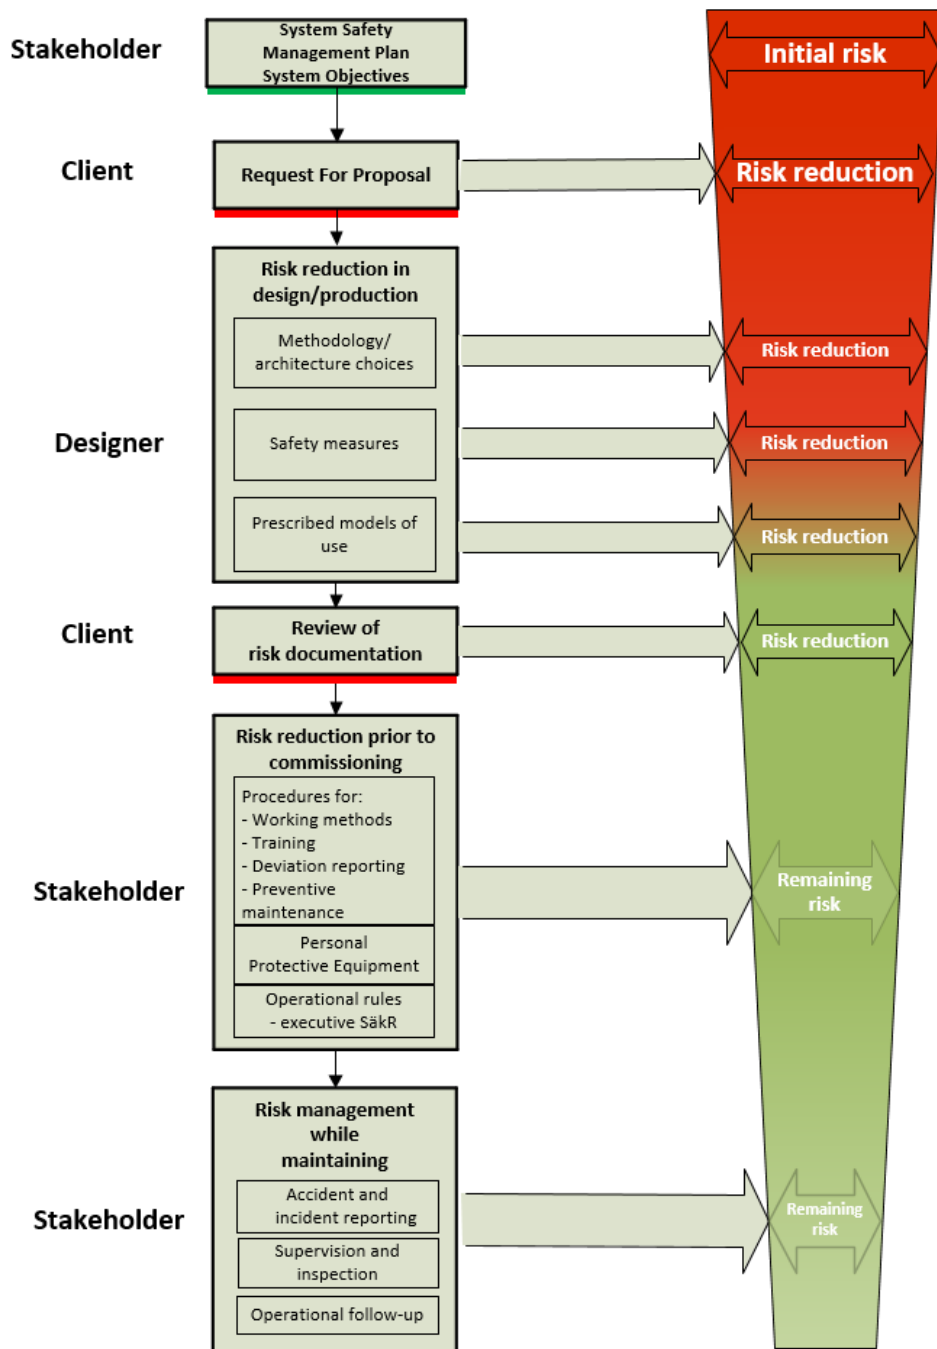 Stakeholder
System Safety
Management Plan
System Objectives
Initial risk
Client
Request For Proposal
Risk reduction
Risk reduction in
design/production
Methodology/
architecture choices
Risk reduction
Designer
Safety measures
Risk reduction
Prescribed models of
use
Risk reduction
Client
Review of
risk documentation
Risk reduction
Risk reduction prior to
commissioning
Procedures for:
- Working methods
- Training
- Deviation reporting
- Preventive
maintenance
Stakeholder
Remaining
risk
Personal
Protective Equipment
Operational rules
- executive SäkR
Risk management
while
maintaining
Accident and
incident reporting
Stakeholder
Remaining
risk
Supervision and
inspection
Operational follow-up